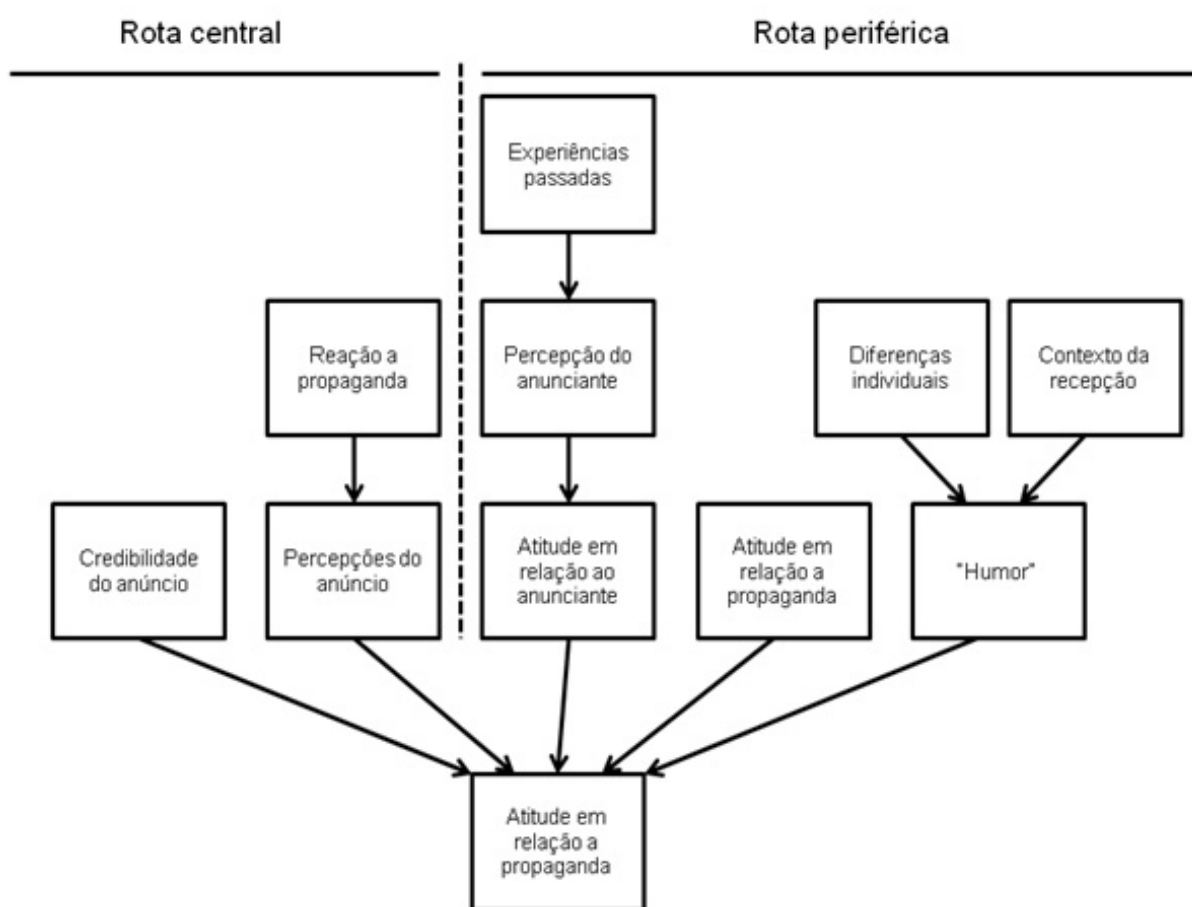 Rota central
Rota periférica
Experiências
passadas
Reação a
propaganda
Percepção do
anunciante
Diferenças
individuais
Contexto da
recepção
Credibilidade
do anúncio
Percepções do
anúncio
Atitude em
relação ao
anunciante
Atitude em
relação a
propaganda
"Humor"
Atitude em
relação a
propaganda